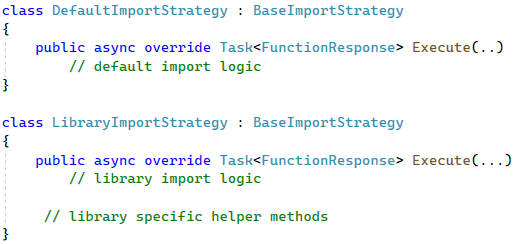 class DefaultImportStrategy : BaseImportStrategy
{
    public async override Task<FunctionResponse> Execute(..)
        // default import logic
}
class LibraryImportStrategy : BaseImportStrategy
{
    public async override Task<FunctionResponse> Execute(...)
        // library import logic
     // library specific helper methods
}